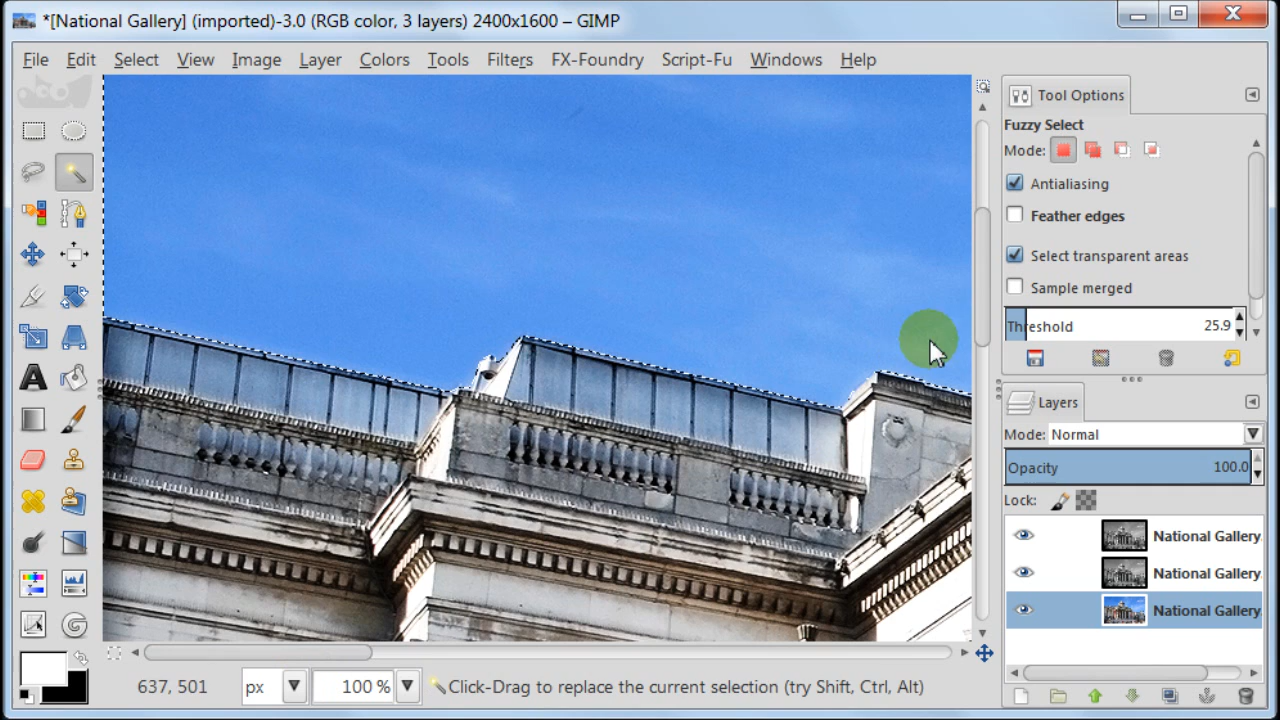 *[National Gallery] (imported)-3.0 (RGB color, 3 layers) 2400x1600 – GIMP
File Edit Select View Image Layer Colors Tools Filters FX-Foundry Script-Fu Windows Help
Tool Options
Fuzzy Select
Mode:
Antialiasing
Feather edges
Select transparent areas
Sample merged
Threshold 25.9
Layers
Mode: Normal
Opacity 100.0
Lock:
National Gallery
National Gallery
National Gallery
637, 501 px 100 % Click-Drag to replace the current selection (try Shift, Ctrl, Alt)